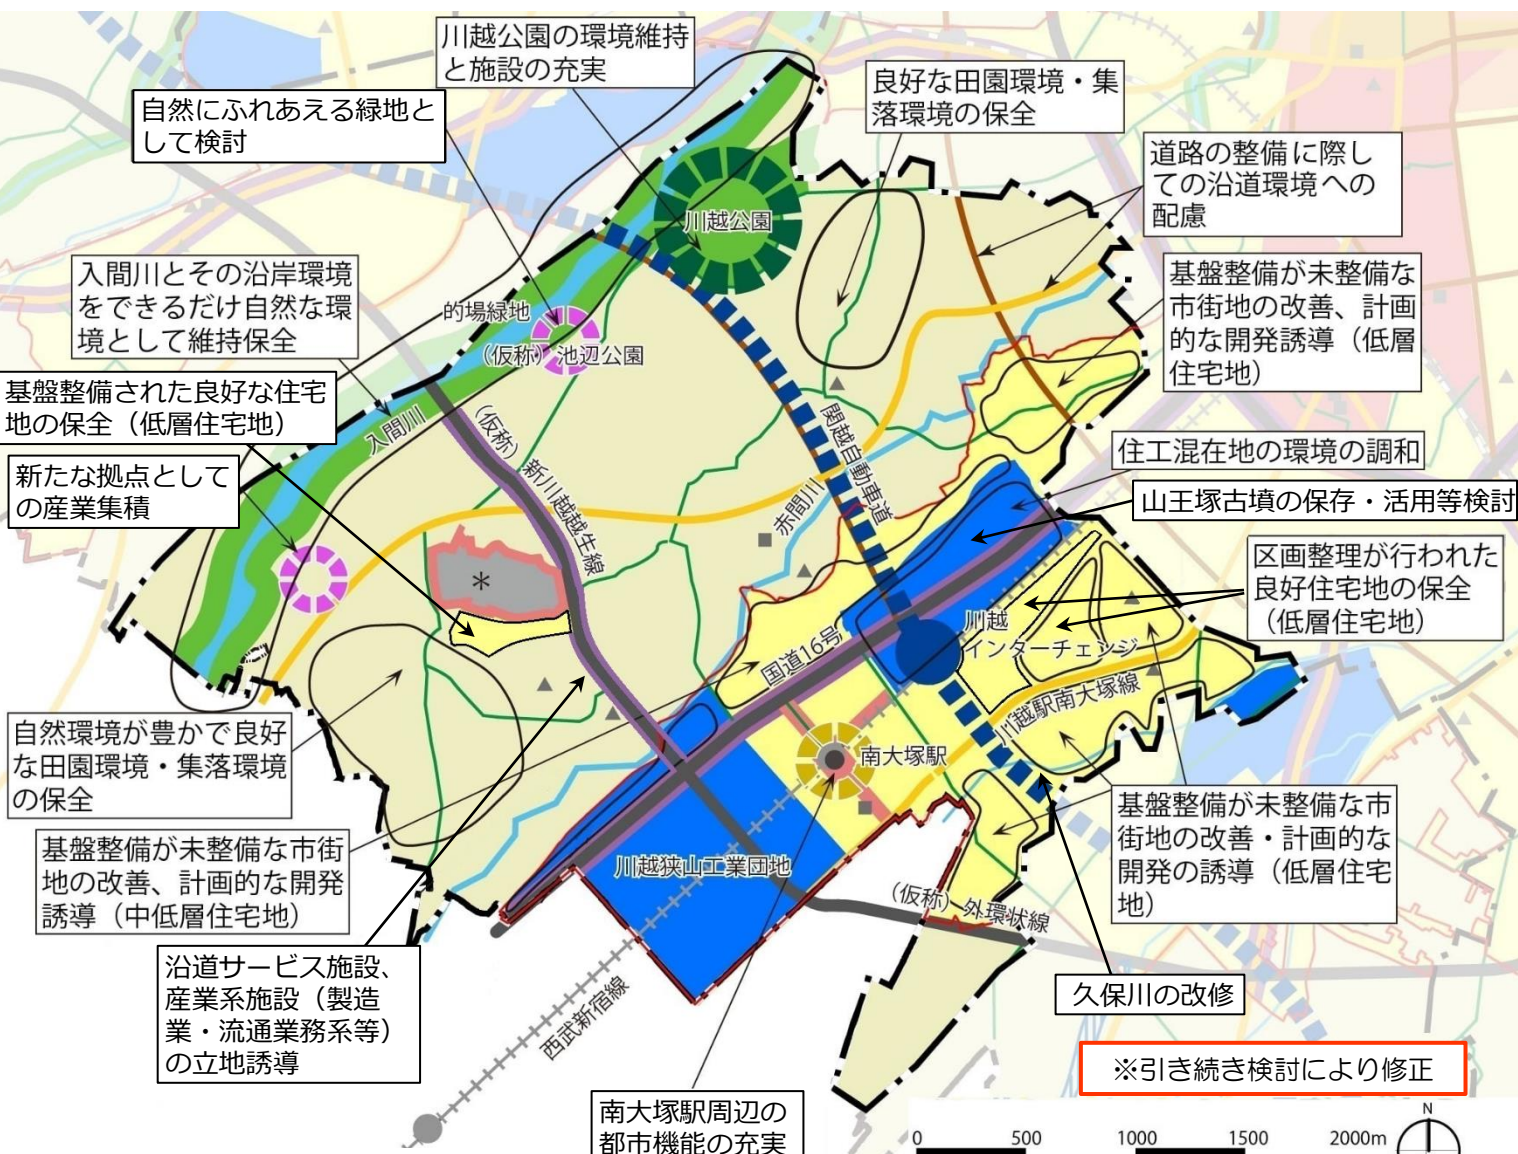 川越公園の環境維持
と施設の充実
自然にふれあえる緑地と
して検討
良好な田園環境・集
落環境の保全
道路の整備に際し
ての沿道環境への
配慮
川越公園
入間川とその沿岸環境
をできるだけ自然な環
境として維持保全
的場緑地
(仮称)池辺公園
基盤整備が未整備な
市街地の改善、計画
的な開発誘導（低層
住宅地）
基盤整備された良好な住宅
地の保全（低層住宅地）
入間川
(仮称)新川越越生線
関越自動車道
住工混在地の環境の調和
新たな拠点として
の産業集積
赤間川
山王塚古墳の保存・活用等検討
区画整理が行われた
良好住宅地の保全
（低層住宅地）
*
川越
インターチェンジ
国道16号
川越駅南大塚線
自然環境が豊かで良好
な田園環境・集落環境
の保全
南大塚駅
基盤整備が未整備な市
街地の改善・計画的な
開発の誘導（低層住宅
地）
基盤整備が未整備な市街
地の改善、計画的な開発
誘導（中低層住宅地）
川越狭山工業団地
(仮称)外環状線
沿道サービス施設、
産業系施設（製造
業・流通業務系等）
の立地誘導
西武新宿線
久保川の改修
※引き続き検討により修正
南大塚駅周辺の
都市機能の充実
N
0 500 1000 1500 2000m